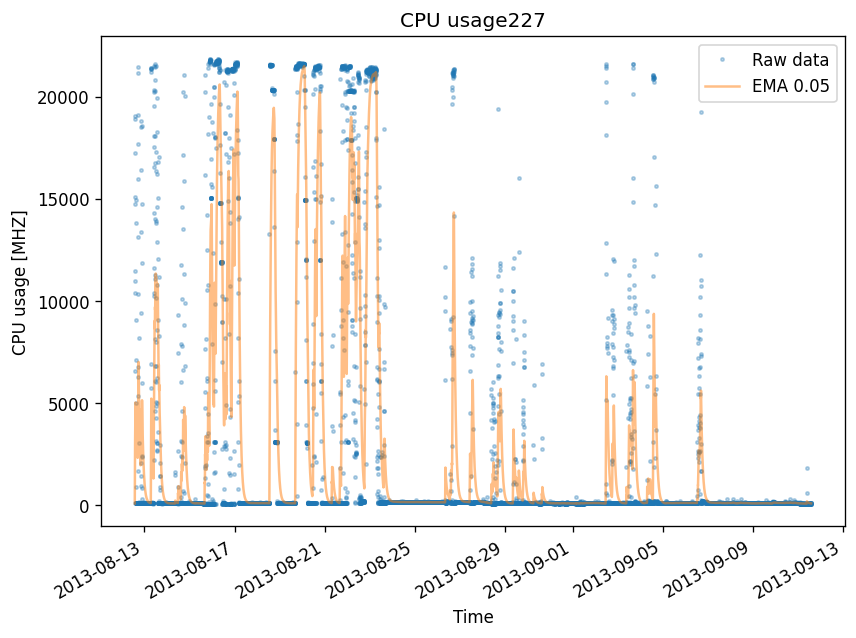 CPU usage227
Raw data
EMA 0.05
20000
15000
10000
5000
0
CPU usage [MHZ]
2013-08-13
2013-08-17
2013-08-21
2013-08-25
2013-08-29
2013-09-01
2013-09-05
2013-09-09
2013-09-13
Time